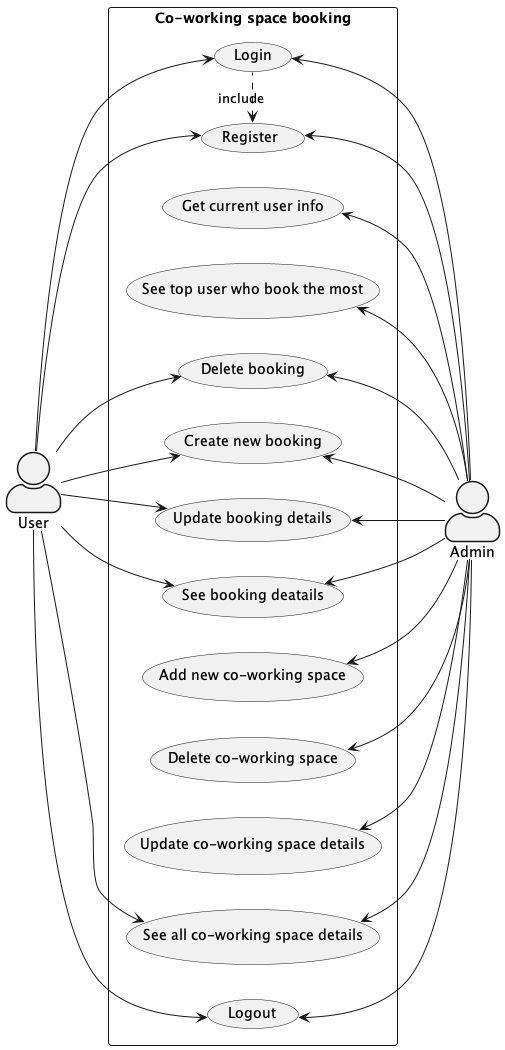 Co-working space booking
Login
include
Register
Get current user info
See top user who book the most
Delete booking
Create new booking
Update booking details
User
Admin
See booking deatails
Add new co-working space
Delete co-working space
Update co-working space details
See all co-working space details
Logout